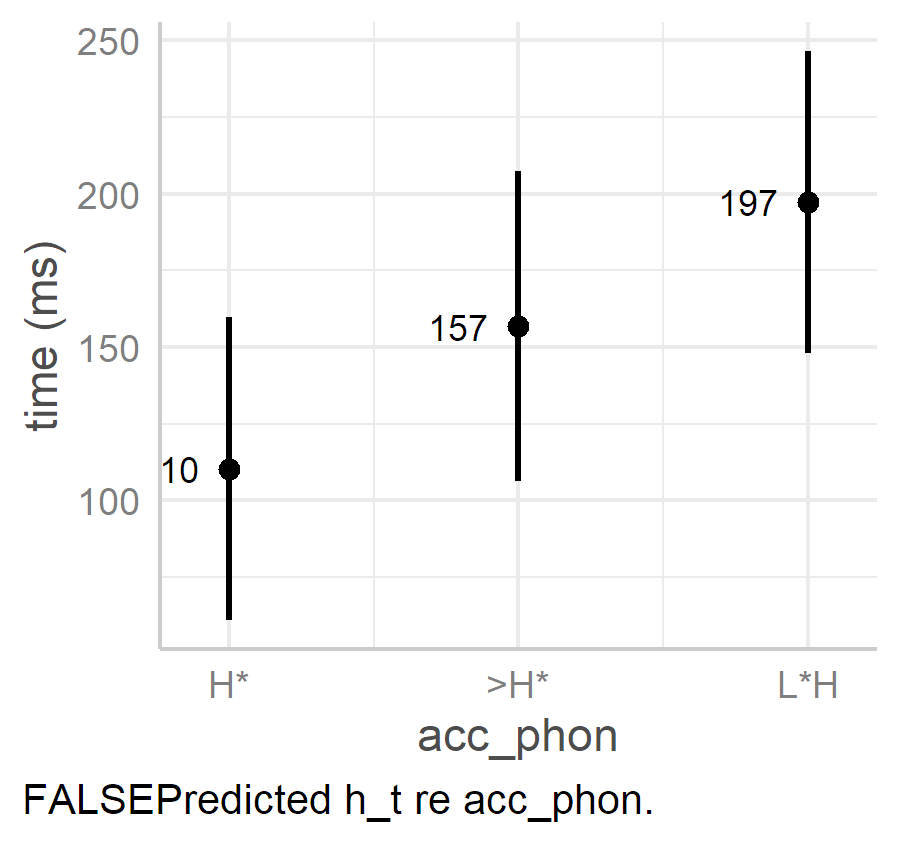 250
200
197
157
150
10
100
time (ms)
H* >H* L*H
acc_phon
FALSEPredicted h_t re acc_phon.